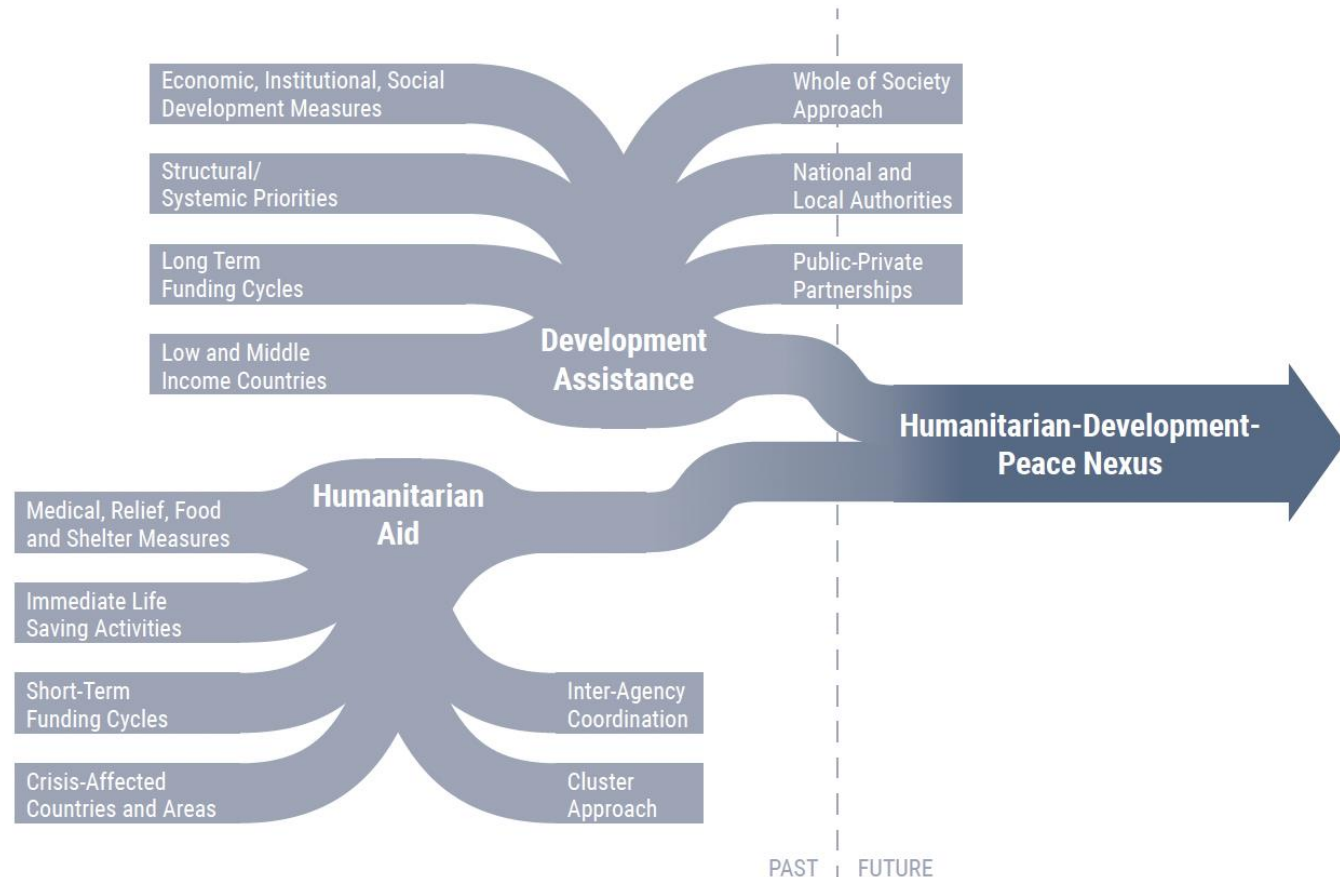 Economic, Institutional, Social
Development Measures
Structural/
Systemic Priorities
Long Term
Funding Cycles
Low and Middle
Income Countries
Whole of Society
Approach
National and
Local Authorities
Public-Private
Partnerships
Development
Assistance
Humanitarian-Development-
Peace Nexus
Humanitarian
Aid
Medical, Relief, Food
and Shelter Measures
Immediate Life
Saving Activities
Short-Term
Funding Cycles
Crisis-Affected
Countries and Areas
Inter-Agency
Coordination
Cluster
Approach
PAST
FUTURE